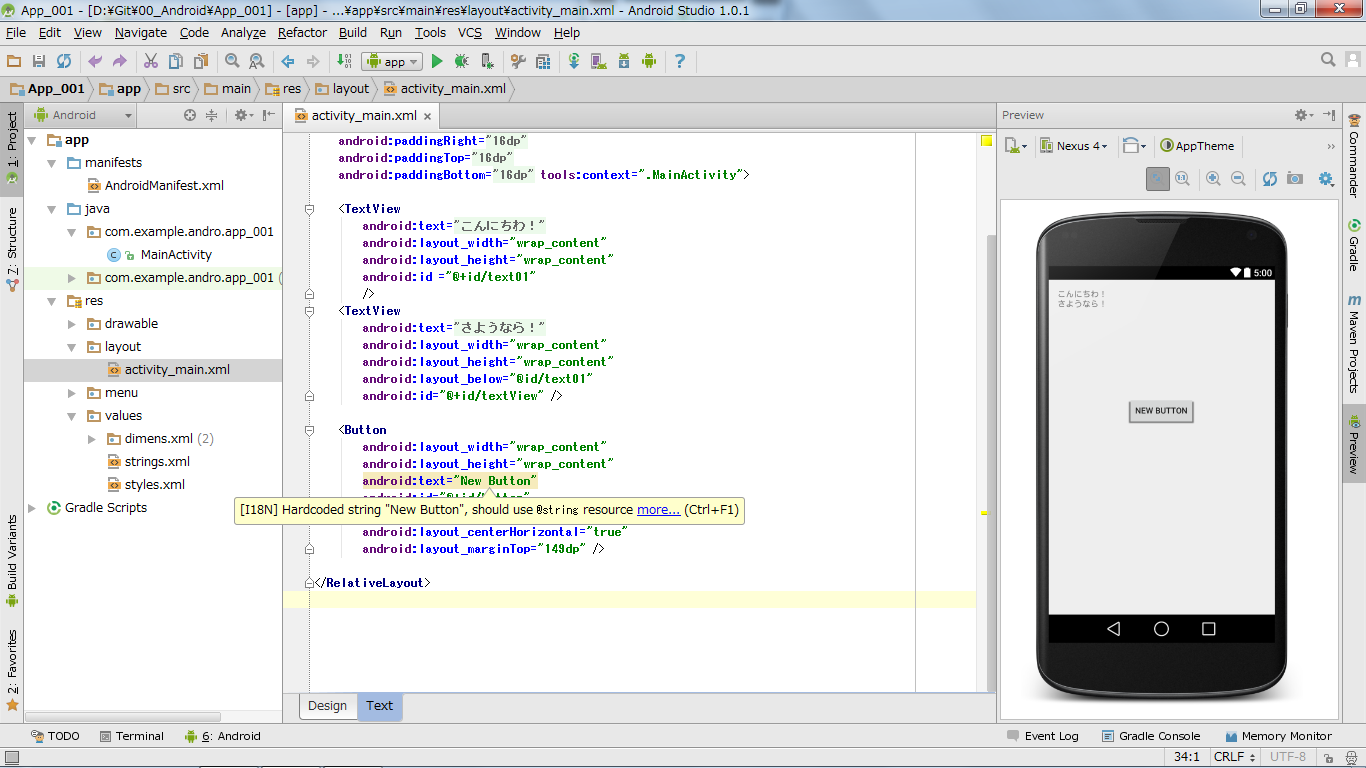 App_001 - [D:¥Git¥00_Android¥App_001] - [app] - ...¥app¥src¥main¥res¥layout¥activity_main.xml - Android Studio 1.0.1
File Edit View Navigate Code Analyze Refactor Build Run Tools VCS Window Help
app
App_001 app src main res layout activity_main.xml
1: Project
7: Structure
Build Variants
2: Favorites
Android
app
manifests
AndroidManifest.xml
java
com.example.andro.app_001
MainActivity
com.example.andro.app_001 (
res
drawable
layout
activity_main.xml
menu
values
dimens.xml (2)
strings.xml
styles.xml
Gradle Scripts
activity_main.xml
android:paddingRight="16dp"
android:paddingTop="16dp"
android:paddingBottom="16dp" tools:context=".MainActivity">
<TextView
android:text="こんにちわ！"
android:layout_width="wrap_content"
android:layout_height="wrap_content"
android:id ="@+id/text01"
/>
<TextView
android:text="さようなら！"
android:layout_width="wrap_content"
android:layout_height="wrap_content"
android:layout_below="@id/text01"
android:id="@+id/textView" />
<Button
android:layout_width="wrap_content"
android:layout_height="wrap_content"
android:text="New Button"
[I18N] Hardcoded string "New Button", should use @string resource more... (Ctrl+F1)
android:layout_centerHorizontal="true"
android:layout_marginTop="149dp" />
</RelativeLayout>
Design Text
Preview
Nexus 4 AppTheme
5:00
こんにちわ！
さようなら！
NEW BUTTON
Commander
Gradle
m Maven Projects
Preview
TODO Terminal 6: Android Event Log Gradle Console Memory Monitor
34:1 CRLF UTF-8